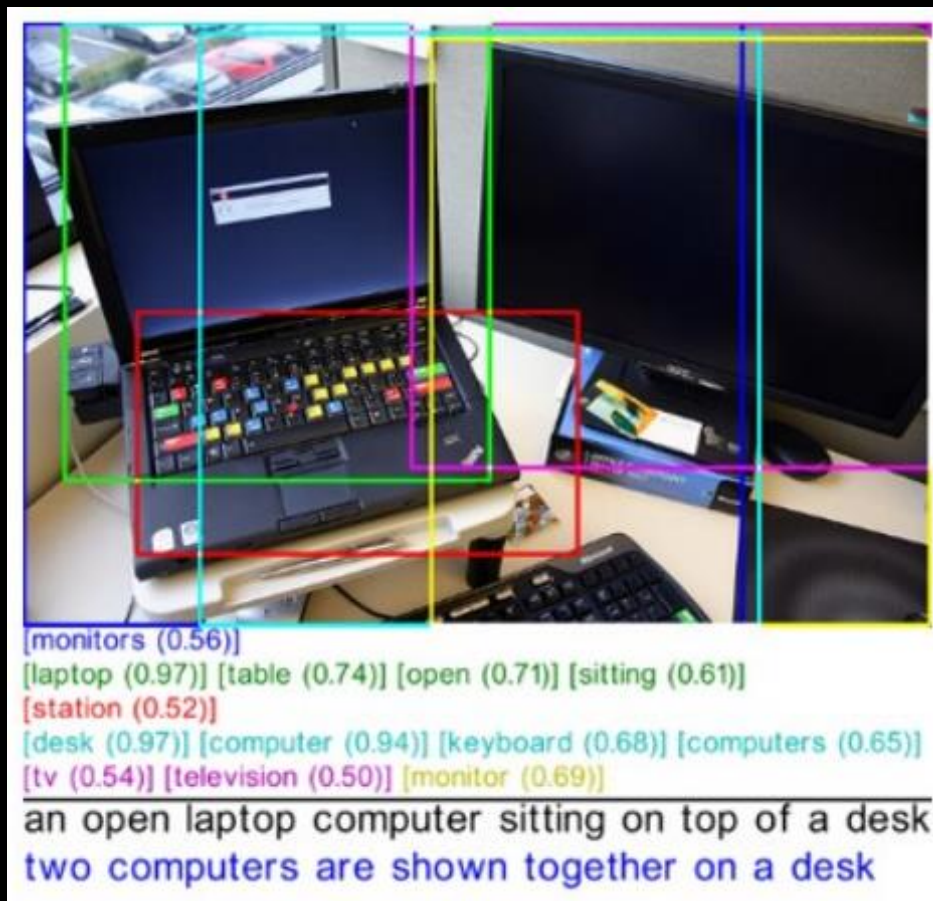 [monitors (0.56)]
[laptop (0.97)] [table (0.74)] [open (0.71)] [sitting (0.61)]
[station (0.52)]
[desk (0.97)] [computer (0.94)] [keyboard (0.68)] [computers (0.65)]
[tv (0.54)] [television (0.50)] [monitor (0.69)]
an open laptop computer sitting on top of a desk
two computers are shown together on a desk